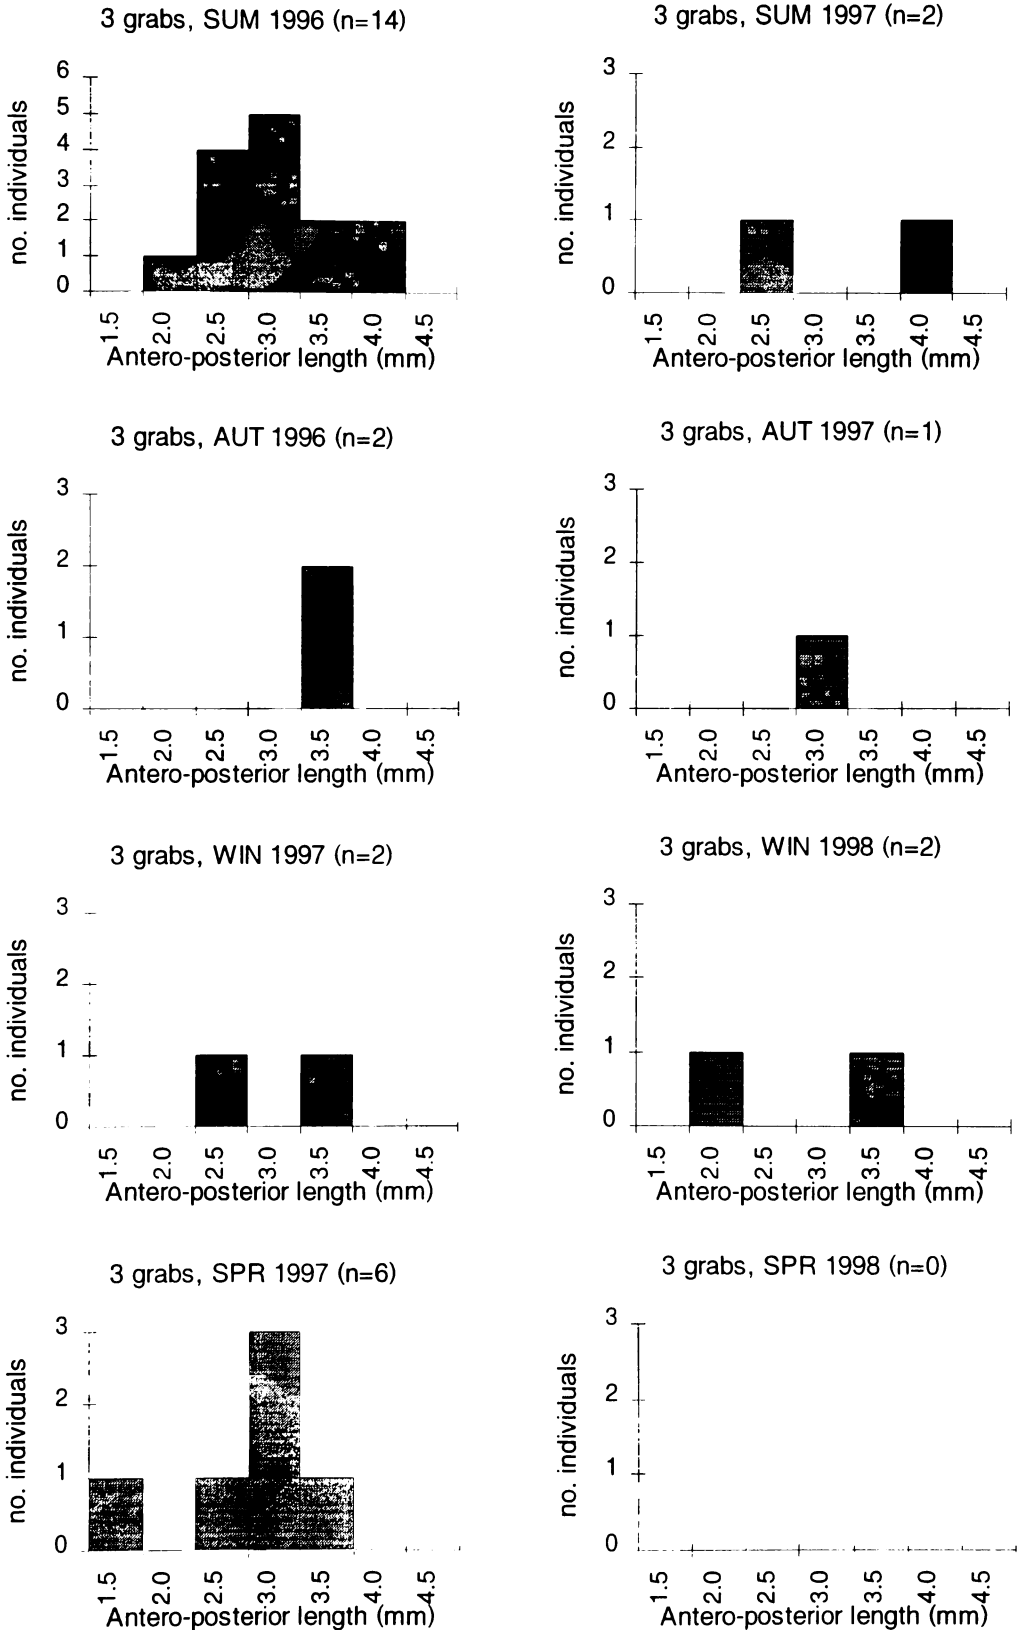 3 grabs, SUM 1996 (n=14)
no. individuals
6
5
4
3
2
1
0
1.5 2.0 2.5 3.0 3.5 4.0 4.5
Antero-posterior length (mm)
3 grabs, SUM 1997 (n=2)
no. individuals
3
2
1
0
1.5 2.0 2.5 3.0 3.5 4.0 4.5
Antero-posterior length (mm)
3 grabs, AUT 1996 (n=2)
no. individuals
3
2
1
0
1.5 2.0 2.5 3.0 3.5 4.0 4.5
Antero-posterior length (mm)
3 grabs, AUT 1997 (n=1)
no. individuals
3
2
1
0
1.5 2.0 2.5 3.0 3.5 4.0 4.5
Antero-posterior length (mm)
3 grabs, WIN 1997 (n=2)
no. individuals
3
2
1
0
1.5 2.0 2.5 3.0 3.5 4.0 4.5
Antero-posterior length (mm)
3 grabs, WIN 1998 (n=2)
no. individuals
3
2
1
0
1.5 2.0 2.5 3.0 3.5 4.0 4.5
Antero-posterior length (mm)
3 grabs, SPR 1997 (n=6)
no. individuals
3
2
1
0
1.5 2.0 2.5 3.0 3.5 4.0 4.5
Antero-posterior length (mm)
3 grabs, SPR 1998 (n=0)
no. individuals
3
2
1
0
1.5 2.0 2.5 3.0 3.5 4.0 4.5
Antero-posterior length (mm)